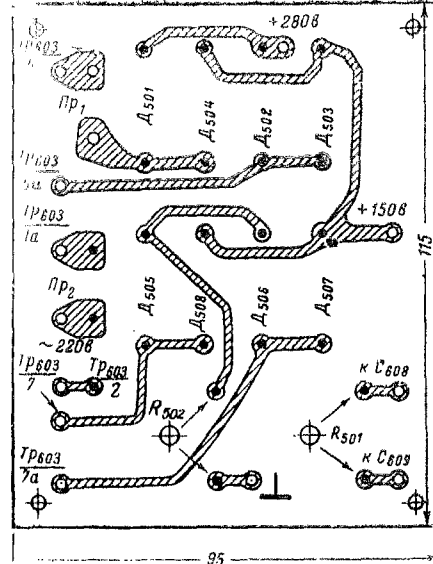 +280в
Тр603
Пр1
Д501
Д504
Д502
Д503
Тр603
5а
Тр603
1а
+150в
115
Пр2
Д505
Д508
Д506
Д507
~220в
Тр603
7
Тр603
2
к С608
R502
R501
Тр603
7а
к С609
95